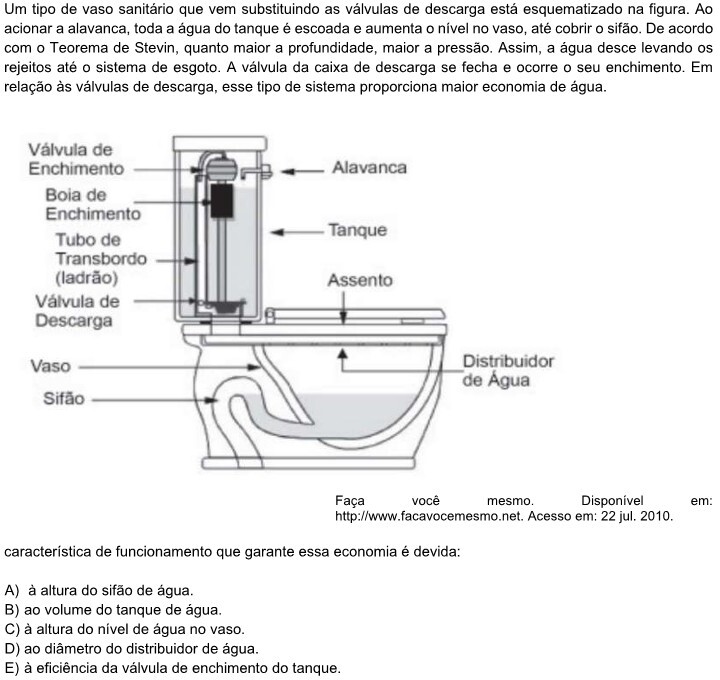 Um tipo de vaso sanitário que vem substituindo as válvulas de descarga está esquematizado na figura. Ao
acionar a alavanca, toda a água do tanque é escoada e aumenta o nível no vaso, até cobrir o sifão. De acordo
com o Teorema de Stevin, quanto maior a profundidade, maior a pressão. Assim, a água desce levando os
rejeitos até o sistema de esgoto. A válvula da caixa de descarga se fecha e ocorre o seu enchimento. Em
relação às válvulas de descarga, esse tipo de sistema proporciona maior economia de água.
Válvula de
Enchimento
Alavanca
Boia de
Enchimento
Tanque
Tubo de
Transbordo
(ladrão)
Assento
Válvula de
Descarga
Vaso
Distribuidor
de Água
Sifão
Faça você mesmo. Disponível em:
http://www.facavocemesmo.net. Acesso em: 22 jul. 2010.
característica de funcionamento que garante essa economia é devida:
A) à altura do sifão de água.
B) ao volume do tanque de água.
C) à altura do nível de água no vaso.
D) ao diâmetro do distribuidor de água.
E) à eficiência da válvula de enchimento do tanque.